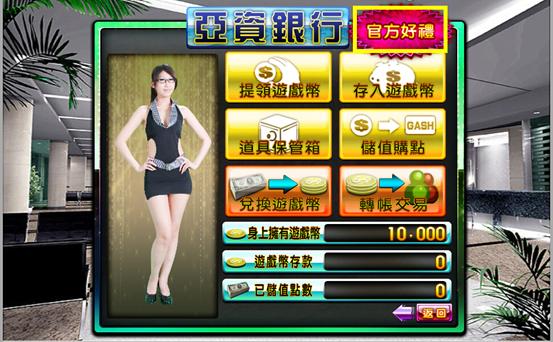 亞資銀行
官方好禮
提領遊戲幣
存入遊戲幣
道具保管箱
GASH
儲值購點
兌換遊戲幣
轉帳交易
身上擁有遊戲幣 10,000
遊戲幣存款 0
已儲值點數 0
返回